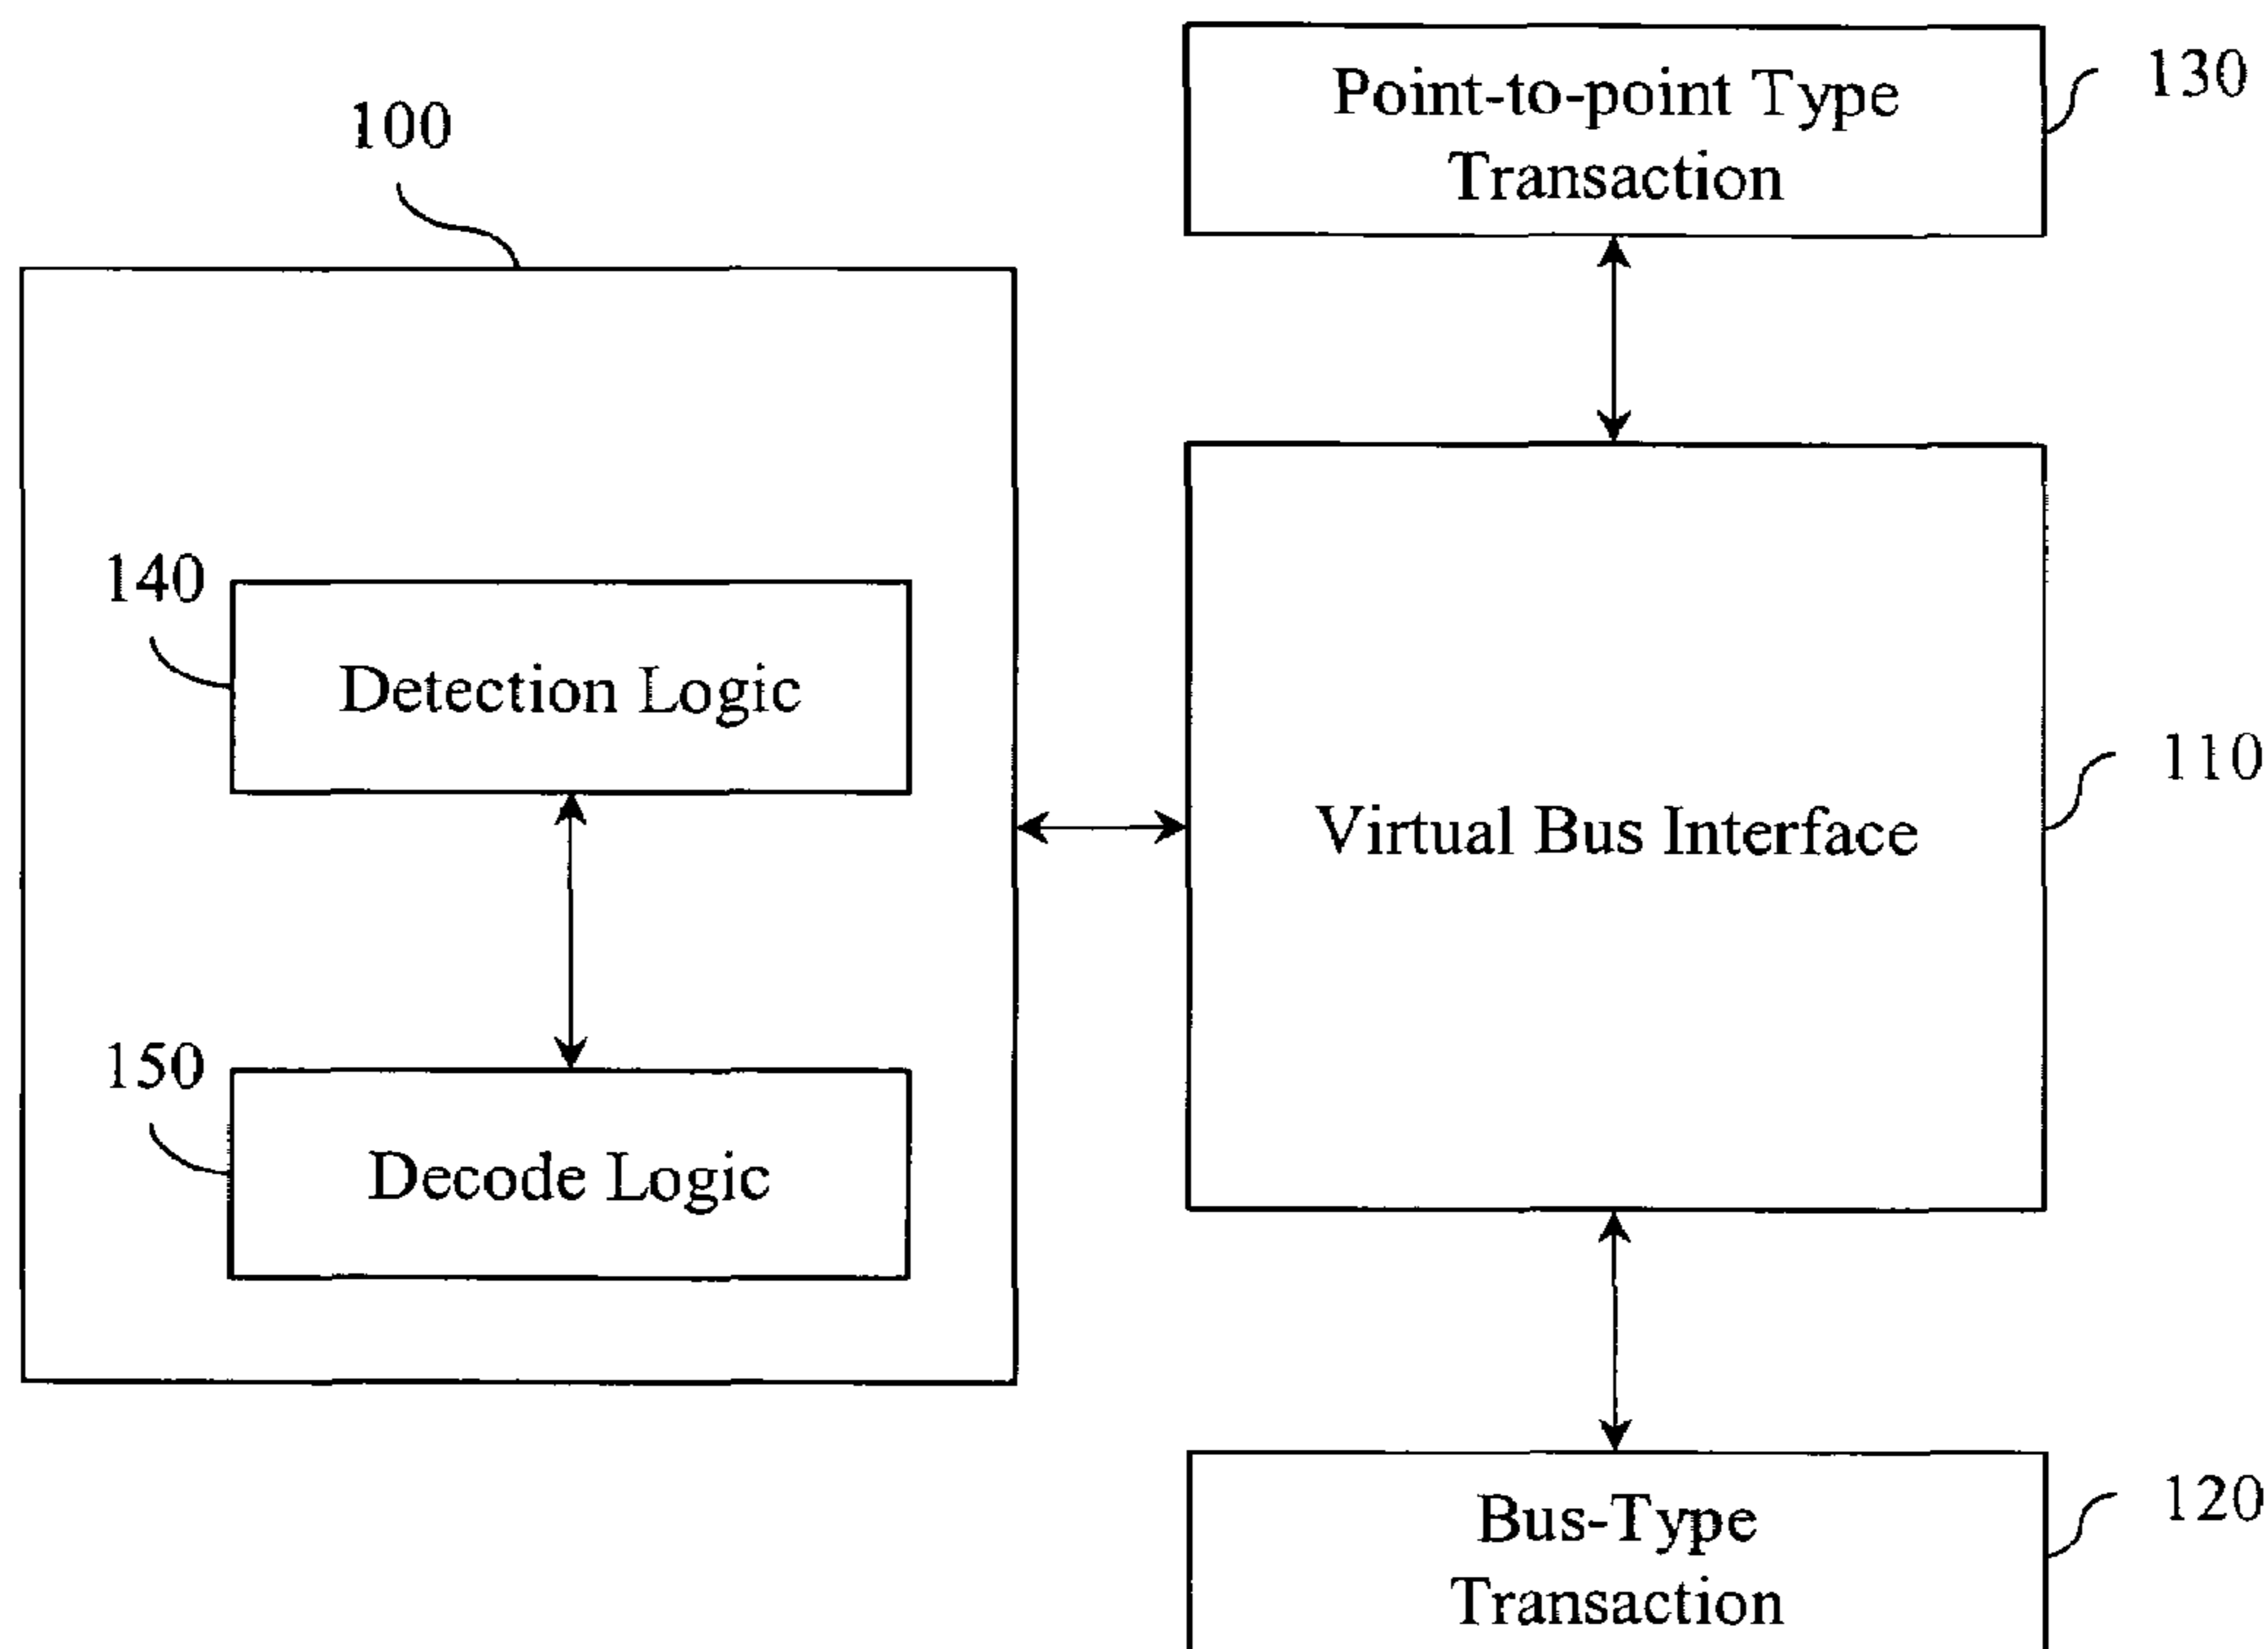 Point-to-point Type
Transaction
130
100
140
Detection Logic
110
Virtual Bus Interface
150
Decode Logic
120
Bus-Type
Transaction